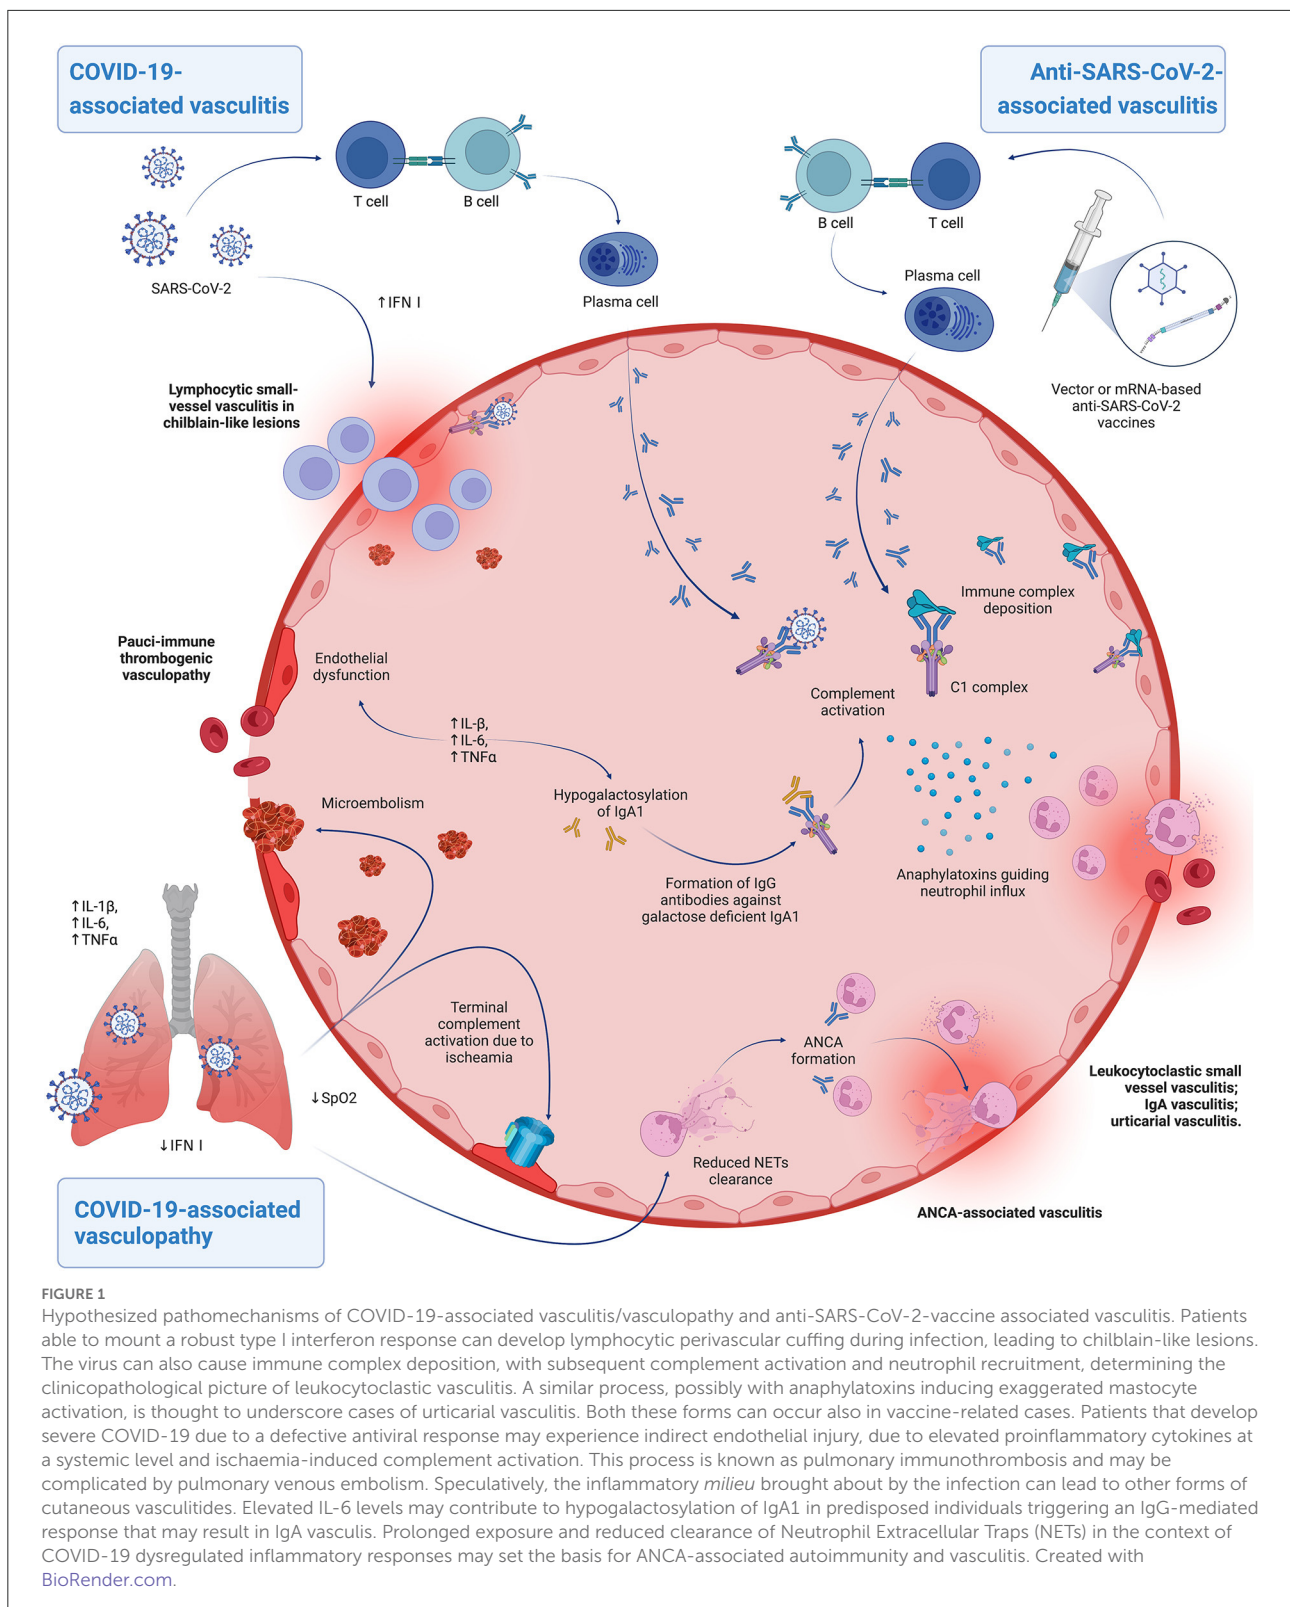 COVID-19-
associated vasculitis
Anti-SARS-CoV-2-
associated vasculitis
T cell
B cell
B cell
T cell
SARS-CoV-2
Plasma cell
Plasma cell
↑IFN I
Vector or mRNA-based
anti-SARS-CoV-2
vaccines
Lymphocytic small-
vessel vasculitis in
chilblain-like lesions
Immune complex
deposition
Pauci-immune
thrombogenic
vasculopathy
Endothelial
dysfunction
C1 complex
Complement
activation
↑IL-β,
↑IL-6,
↑TNFα
Hypogalactosylation
of IgA1
Microembolism
Formation of IgG
antibodies against
galactose deficient IgA1
Anaphylatoxins guiding
neutrophil influx
↑IL-1β,
↑IL-6,
↑TNFα
Terminal
complement
activation due to
ischeamia
ANCA
formation
↓SpO2
↓IFN I
Reduced NETs
clearance
Leukocytoclastic small
vessel vasculitis;
IgA vasculitis;
urticarial vasculitis.
ANCA-associated vasculitis
COVID-19-associated
vasculopathy
FIGURE 1
Hypothesized pathomechanisms of COVID-19-associated vasculitis/vasculopathy and anti-SARS-CoV-2-vaccine associated vasculitis. Patients
able to mount a robust type I interferon response can develop lymphocytic perivascular cuffing during infection, leading to chilblain-like lesions.
The virus can also cause immune complex deposition, with subsequent complement activation and neutrophil recruitment, determining the
clinicopathological picture of leukocytoclastic vasculitis. A similar process, possibly with anaphylatoxins inducing exaggerated mastocyte
activation, is thought to underscore cases of urticarial vasculitis. Both these forms can occur also in vaccine-related cases. Patients that develop
severe COVID-19 due to a defective antiviral response may experience indirect endothelial injury, due to elevated proinflammatory cytokines at
a systemic level and ischaemia-induced complement activation. This process is known as pulmonary immunothrombosis and may be
complicated by pulmonary venous embolism. Speculatively, the inflammatory milieu brought about by the infection can lead to other forms of
cutaneous vasculitides. Elevated IL-6 levels may contribute to hypogalactosylation of IgA1 in predisposed individuals triggering an IgG-mediated
response that may result in IgA vasculis. Prolonged exposure and reduced clearance of Neutrophil Extracellular Traps (NETs) in the context of
COVID-19 dysregulated inflammatory responses may set the basis for ANCA-associated autoimmunity and vasculitis. Created with
BioRender.com.